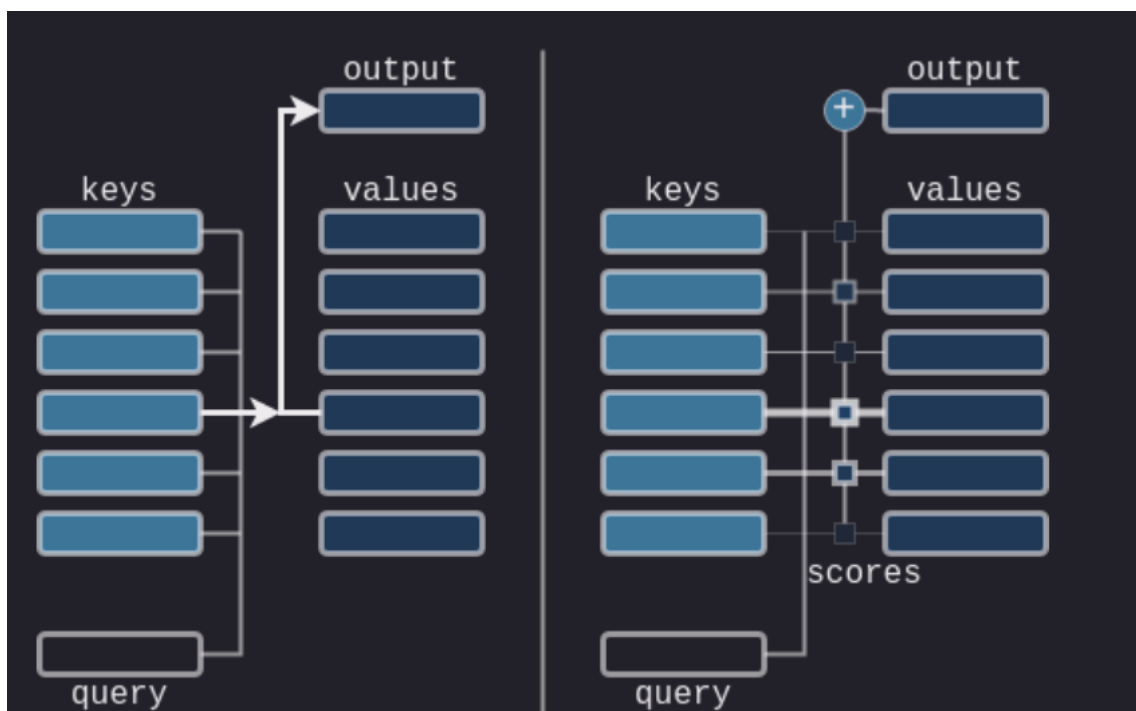 output
keys
values
query
output
+
keys
values
scores
query